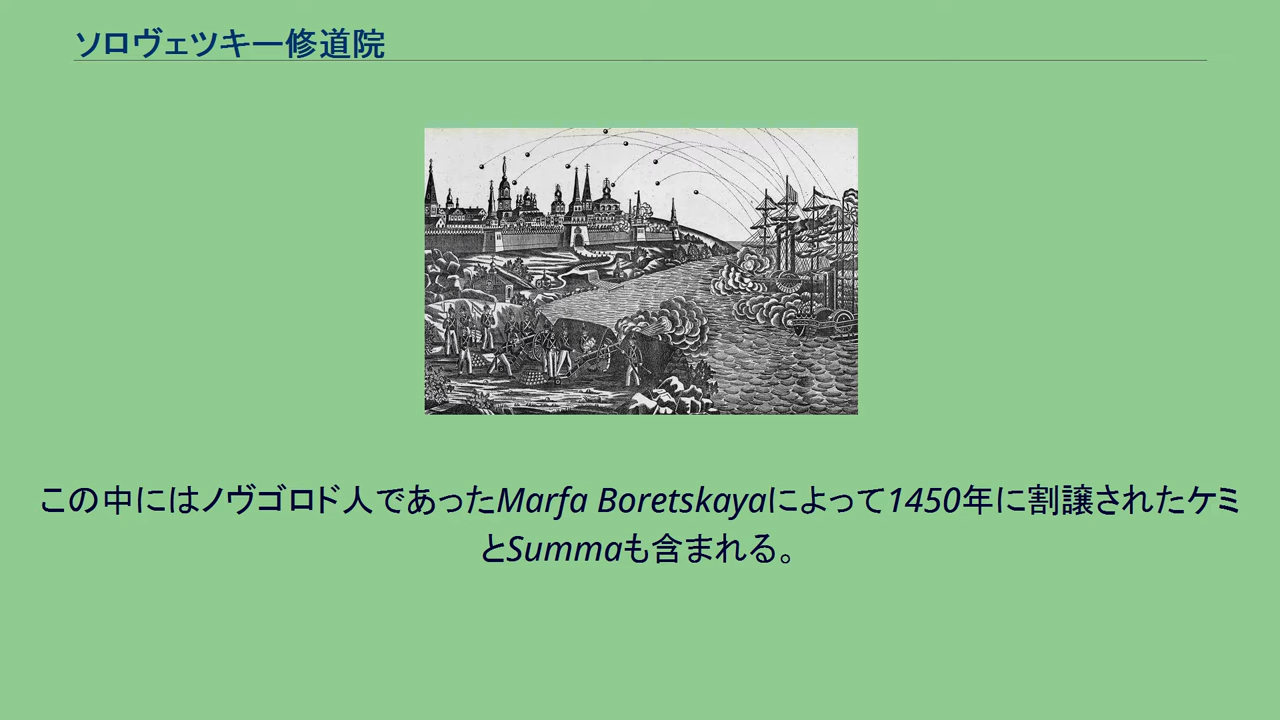 ソロヴェツキー修道院
この中にはノヴゴロド人であったMarfa Boretskayaによって1450年に割譲されたケミ
とSummaも含まれる。